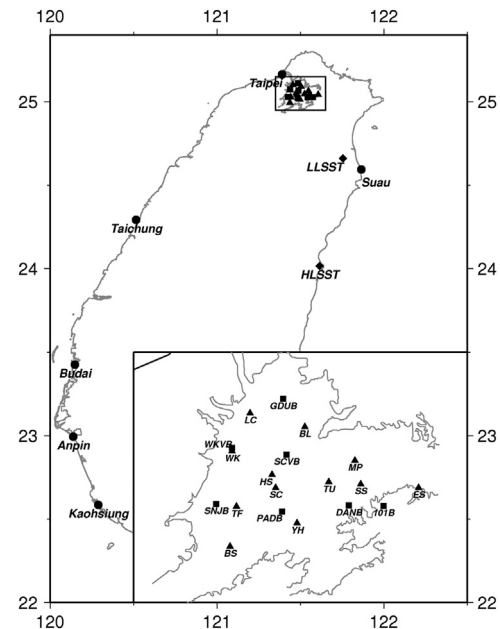 120 121 122
Taipei
25 25
LLSST
Suau
Taichung
24 24
HLSST
Budai
GDUB
LC
BL
23 23
Anpin
WKVB
WK
SCVB
MP
HS
SC
TU
SS
ES
Kaohsiung
SNJB
TF
PADB
DANB
101B
YH
BS
22 22
120 121 122